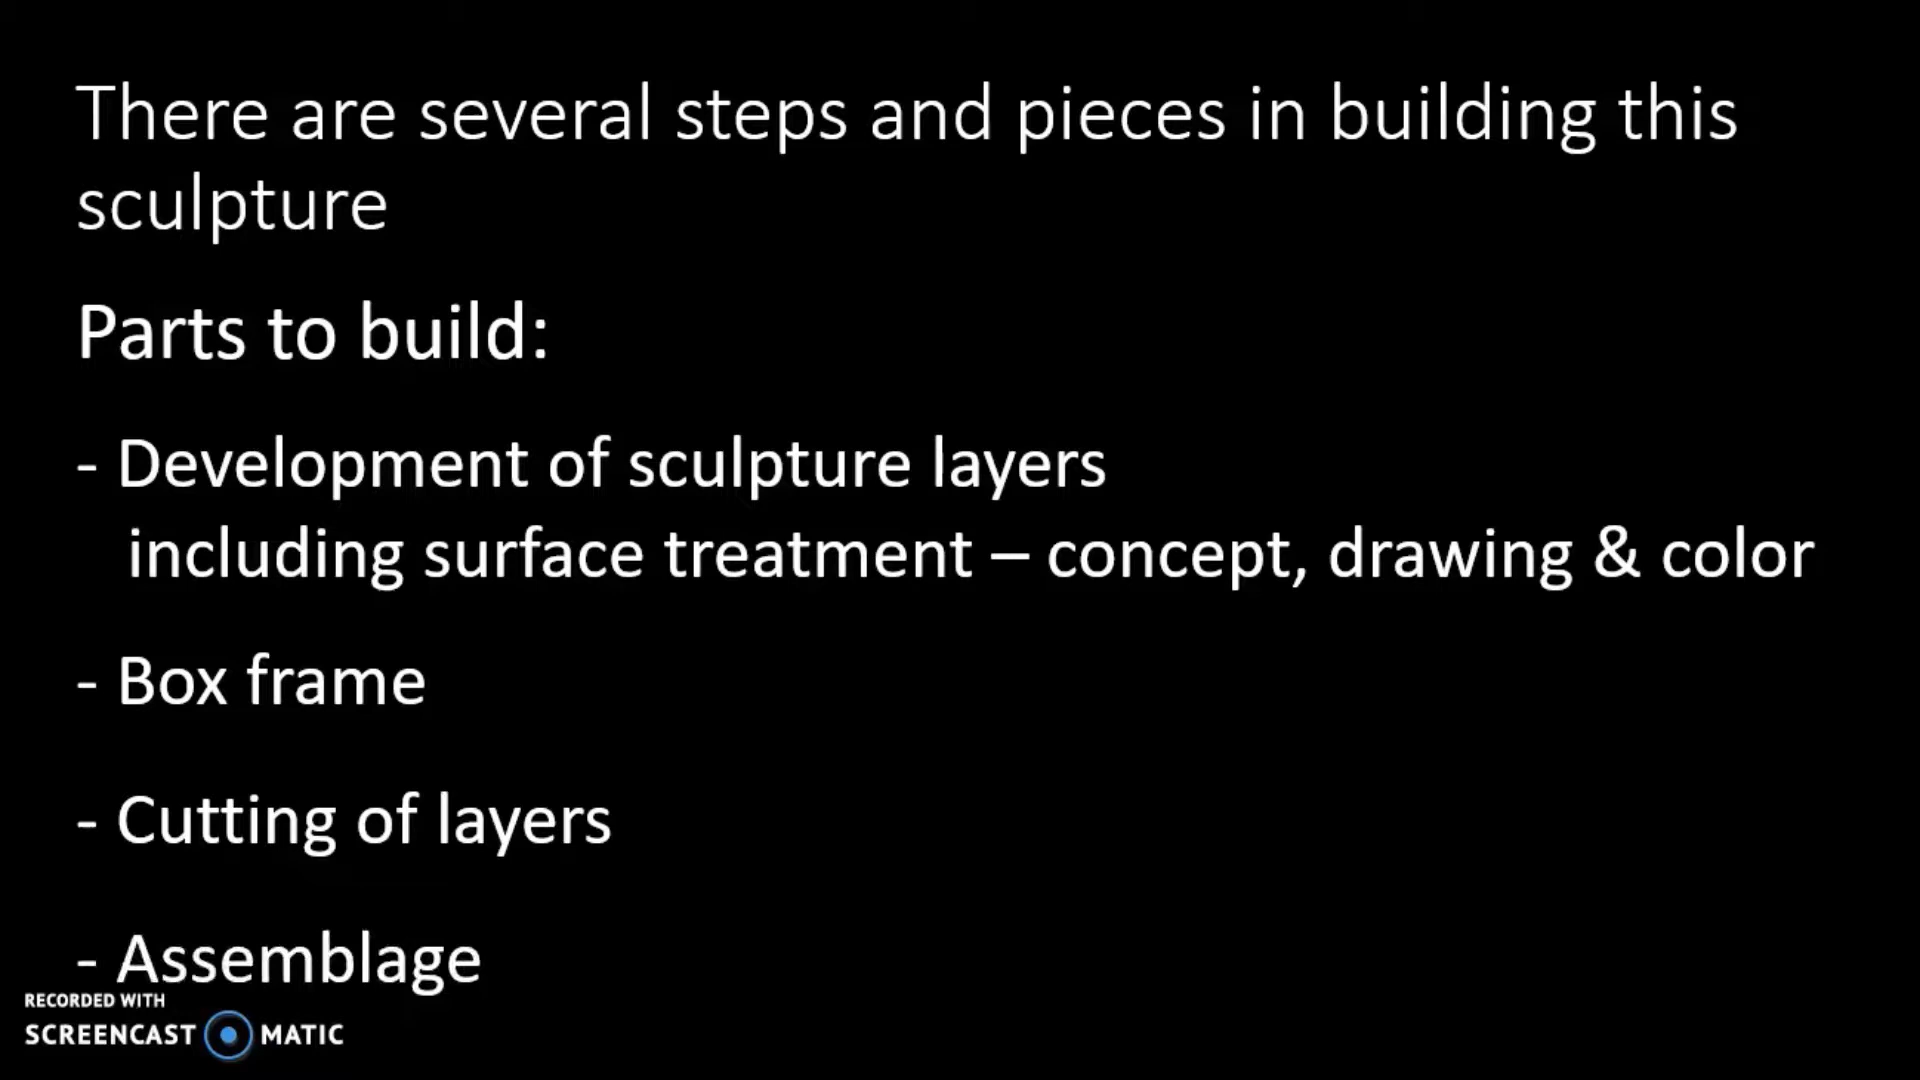 There are several steps and pieces in building this
sculpture
Parts to build:
- Development of sculpture layers
including surface treatment – concept, drawing & color
- Box frame
- Cutting of layers
- Assemblage
RECORDED WITH
SCREENCAST MATIC